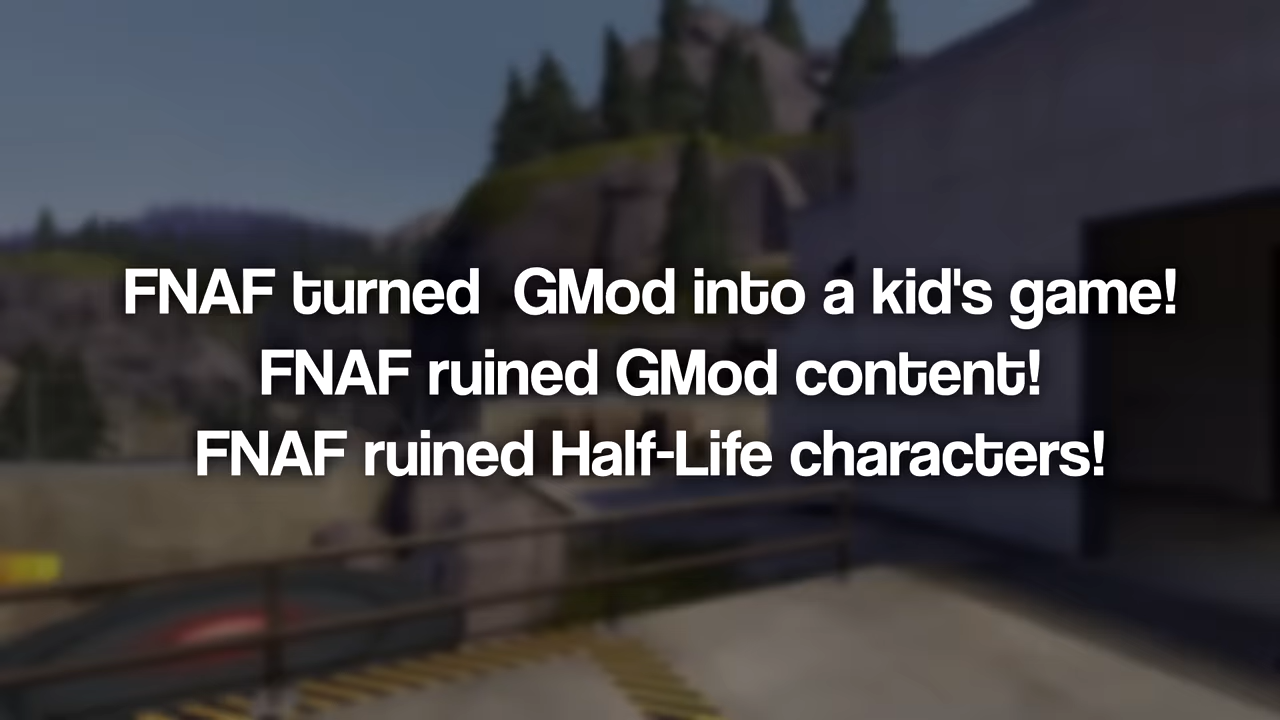 FNAF turned  GMod into a kid's game!
FNAF ruined GMod content!
FNAF ruined Half-Life characters!